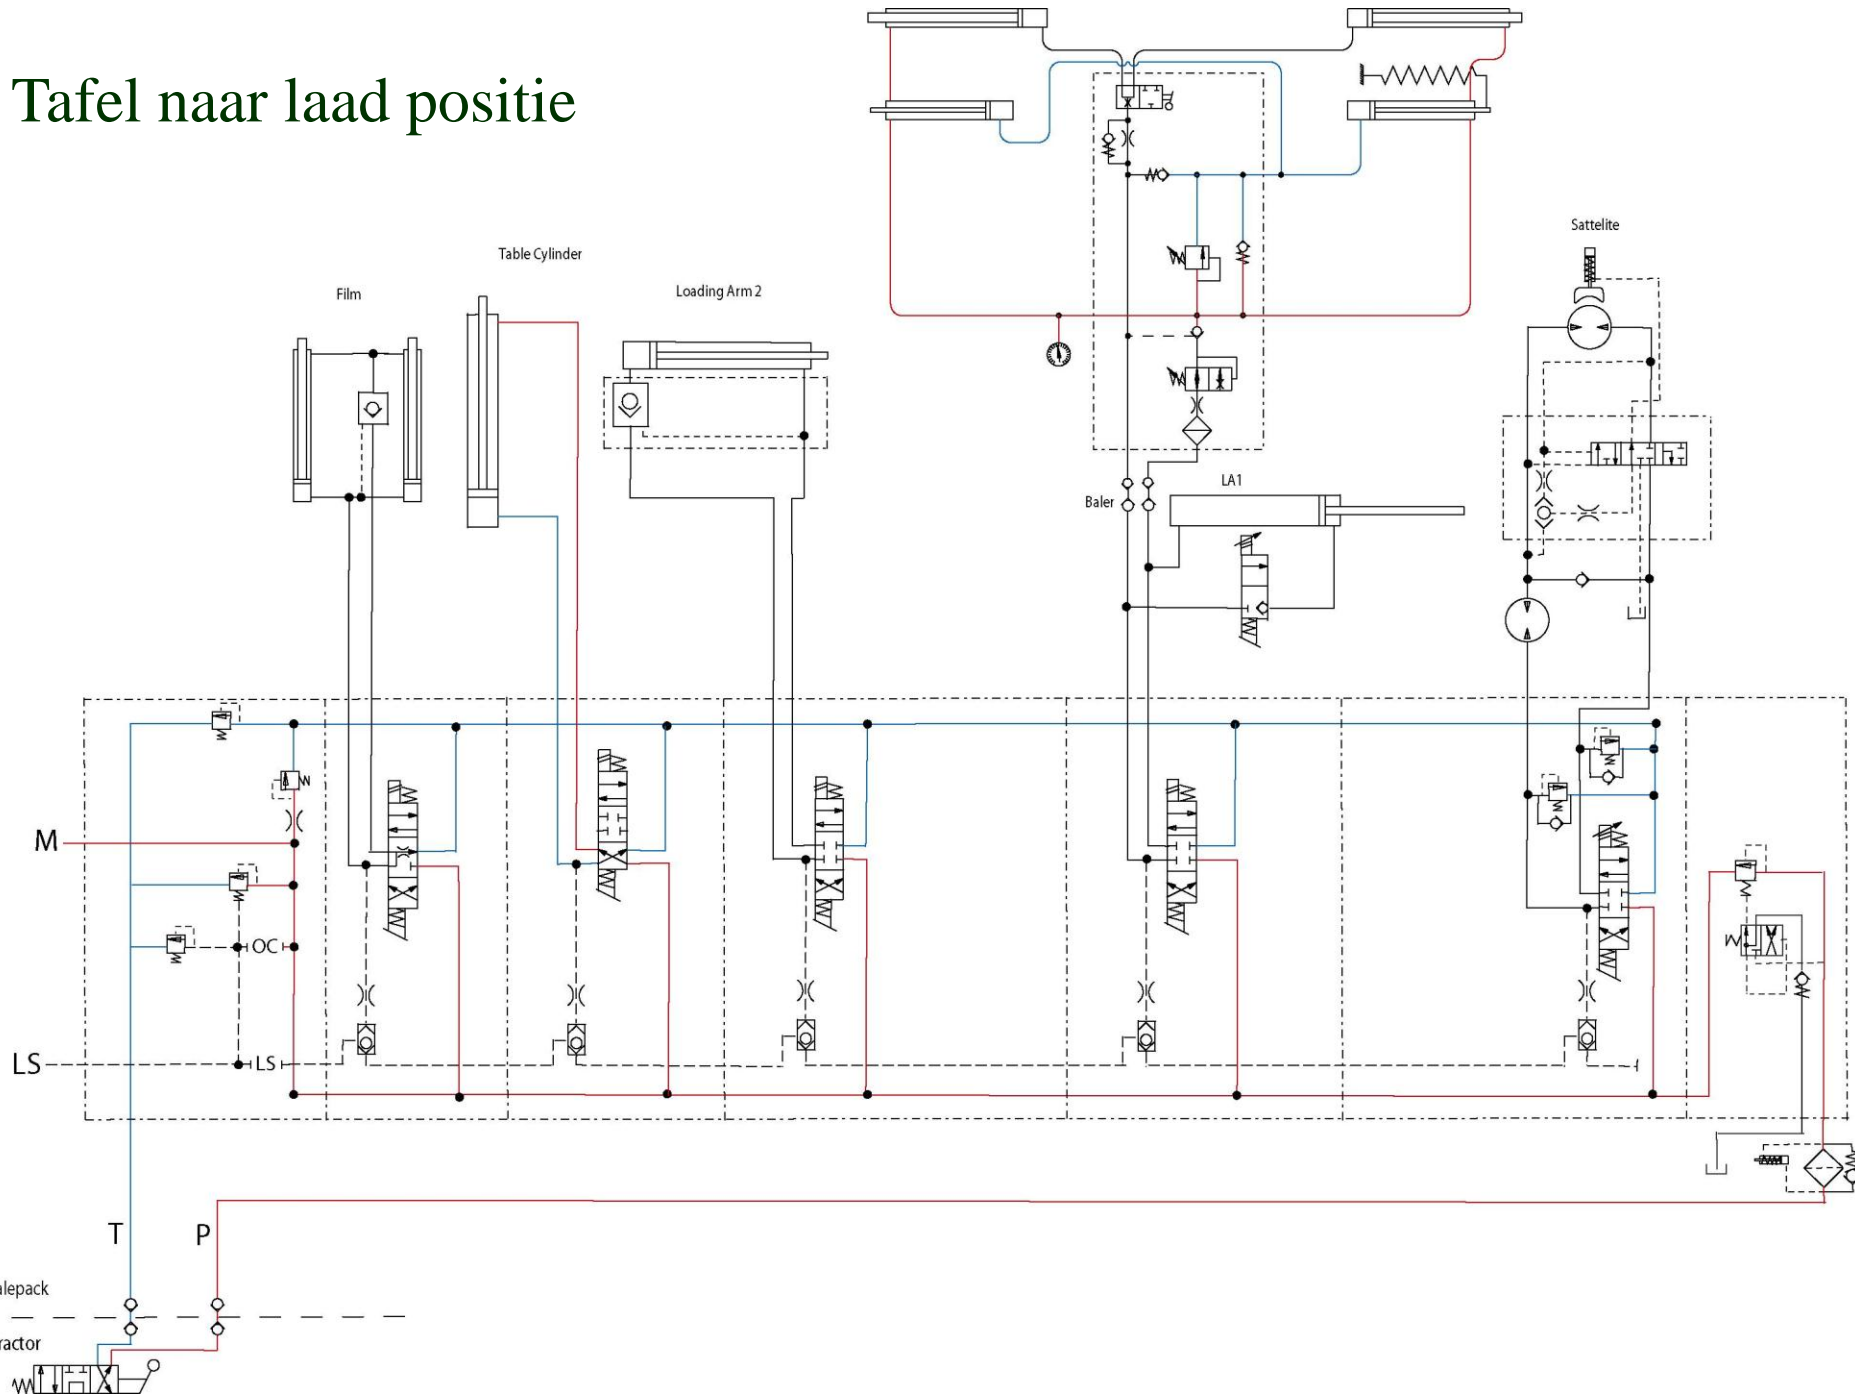 Tafel naar laad positie
Sattelite
Table Cylinder
Film
Loading Arm 2
LA1
Baler
M
OC
LS
LS
T
P
alepack
ractor